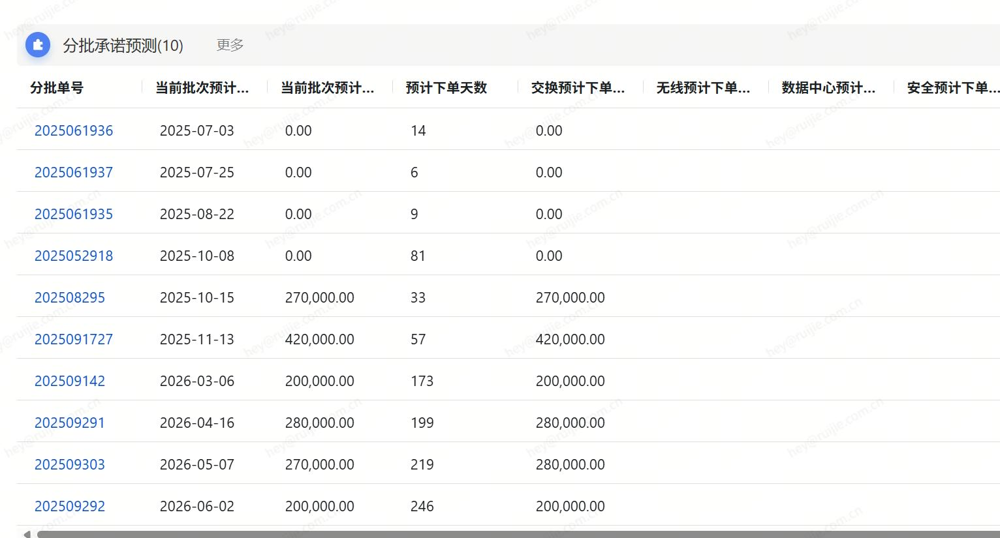 分批承诺预测(10) 更多
分批单号 当前批次预计... 当前批次预计... 预计下单天数 交换预计下单... 无线预计下单... 数据中心预计... 安全预计下单...
2025061936 2025-07-03 0.00 14 0.00
2025061937 2025-07-25 0.00 6 0.00
2025061935 2025-08-22 0.00 9 0.00
2025052918 2025-10-08 0.00 81 0.00
202508295 2025-10-15 270,000.00 33 270,000.00
2025091727 2025-11-13 420,000.00 57 420,000.00
202509142 2026-03-06 200,000.00 173 200,000.00
202509291 2026-04-16 280,000.00 199 280,000.00
202509303 2026-05-07 270,000.00 219 280,000.00
202509292 2026-06-02 200,000.00 246 200,000.00
hey@ruijie.com.cn